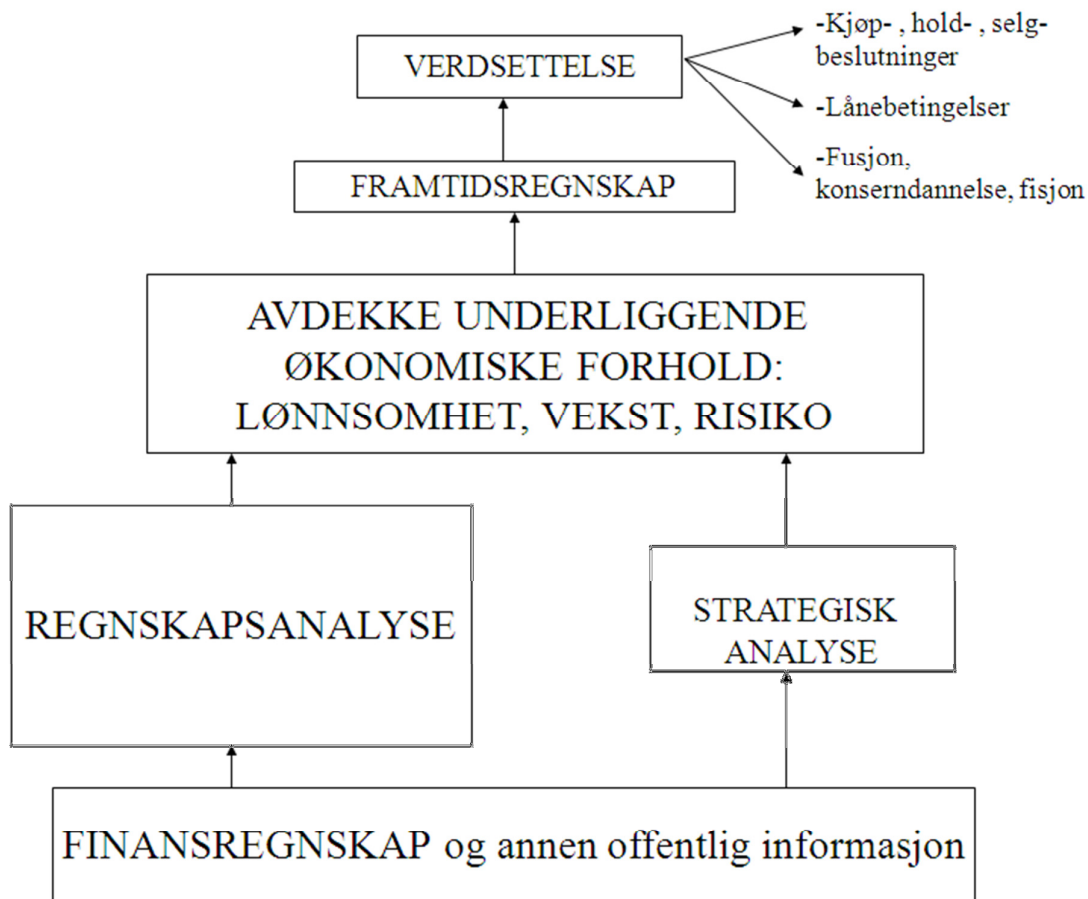 VERDSETTELSE
-Kjøp- , hold- , selg-
beslutninger
-Lånebetingelser
-Fusjon,
konserndannelse, fisjon
FRAMTIDSREGNSKAP
AVDEKKE UNDERLIGGENDE
ØKONOMISKE FORHOLD:
LØNNSOMHET, VEKST, RISIKO
REGNSKAPSANALYSE
STRATEGISK
ANALYSE
FINANSREGNSKAP og annen offentlig informasjon